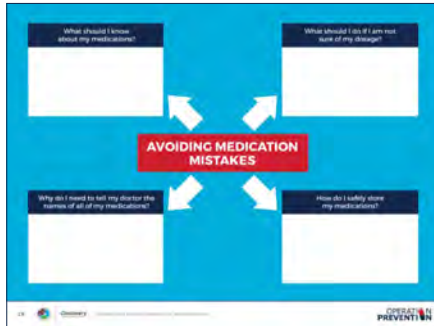 What should I know
about my medications?
What should I do if I am not
sure of my dosage?
AVOIDING MEDICATION
MISTAKES
Why do I need to tell my doctor the
names of all of my medications?
How do I safely store
my medications?
Discovery
OPERATION
PREVENTION